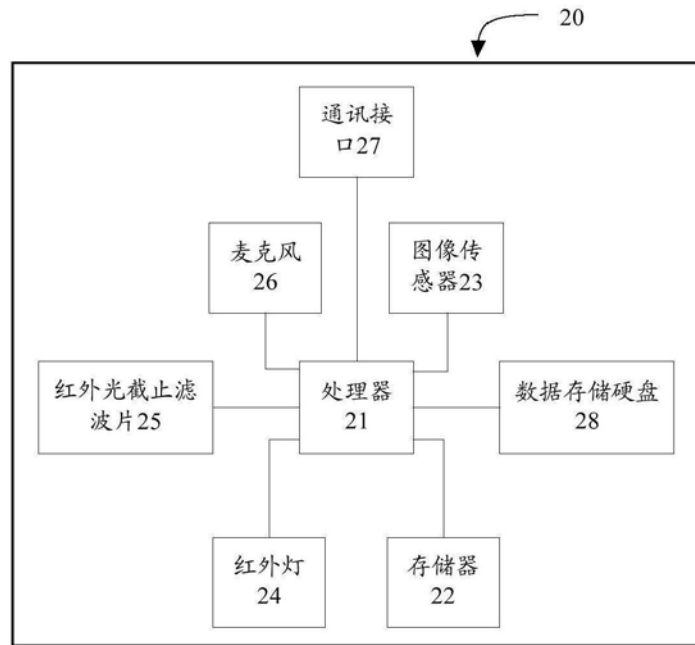 20
通讯接
口27
麦克风
26
图像传
感器23
红外光截止滤
波片25
处理器
21
数据存储硬盘
28
红外灯
24
存储器
22